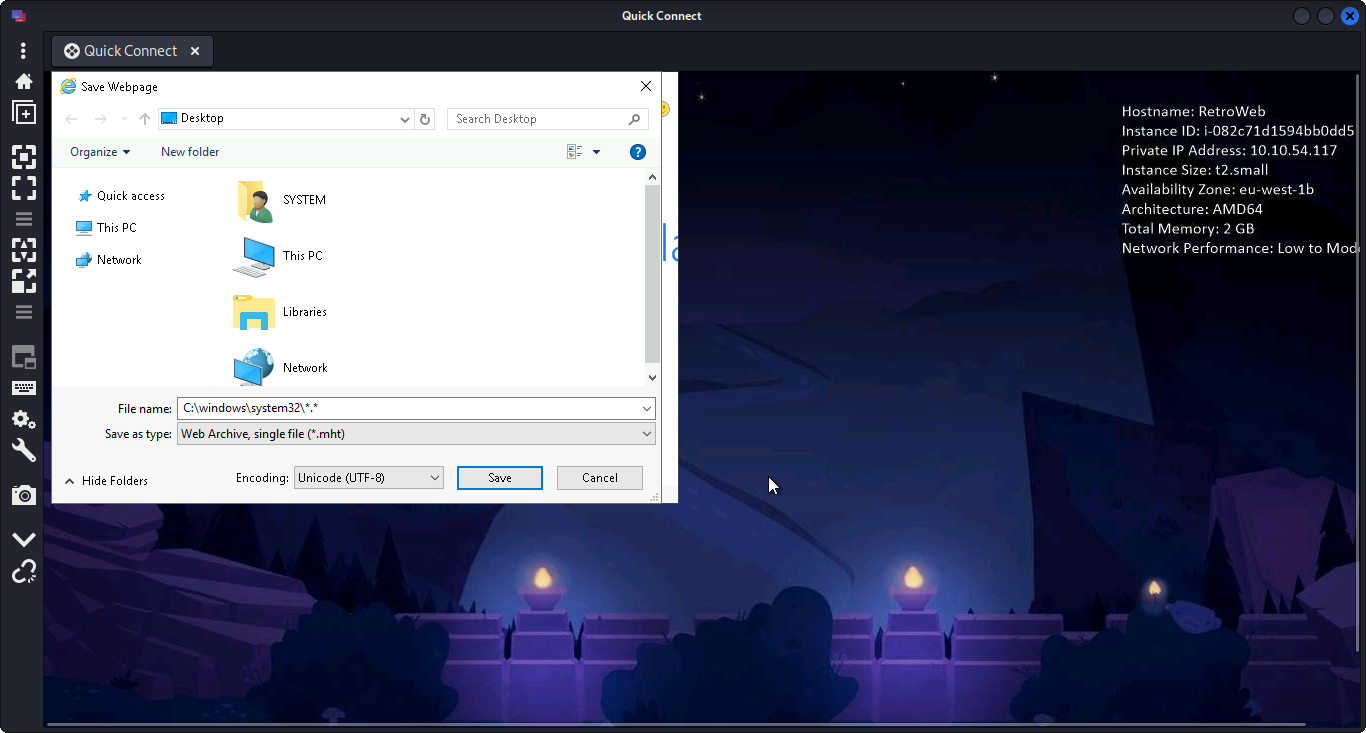 Quick Connect
Quick Connect
Save Webpage
Desktop
Search Desktop
Organize
New folder
Quick access
This PC
Network
SYSTEM
This PC
Libraries
Network
File name: C:\windows\system32\*.*
Save as type: Web Archive, single file (*.mht)
Hide Folders
Encoding: Unicode (UTF-8)
Save
Cancel
la
Hostname: RetroWeb
Instance ID: i-082c71d1594bb0dd5
Private IP Address: 10.10.54.117
Instance Size: t2.small
Availability Zone: eu-west-1b
Architecture: AMD64
Total Memory: 2 GB
Network Performance: Low to Mode